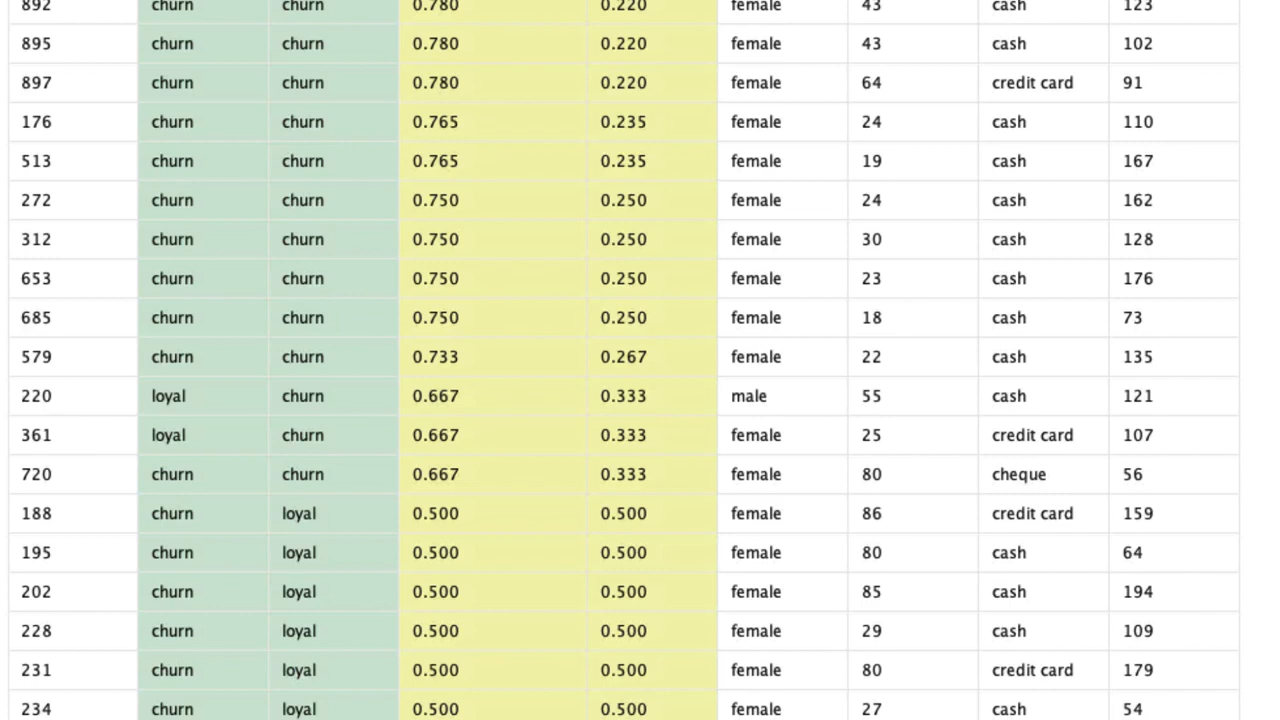 892 churn churn 0.780 0.220 female 43 cash 123
895 churn churn 0.780 0.220 female 43 cash 102
897 churn churn 0.780 0.220 female 64 credit card 91
176 churn churn 0.765 0.235 female 24 cash 110
513 churn churn 0.765 0.235 female 19 cash 167
272 churn churn 0.750 0.250 female 24 cash 162
312 churn churn 0.750 0.250 female 30 cash 128
653 churn churn 0.750 0.250 female 23 cash 176
685 churn churn 0.750 0.250 female 18 cash 73
579 churn churn 0.733 0.267 female 22 cash 135
220 loyal churn 0.667 0.333 male 55 cash 121
361 loyal churn 0.667 0.333 female 25 credit card 107
720 churn churn 0.667 0.333 female 80 cheque 56
188 churn loyal 0.500 0.500 female 86 credit card 159
195 churn loyal 0.500 0.500 female 80 cash 64
202 churn loyal 0.500 0.500 female 85 cash 194
228 churn loyal 0.500 0.500 female 29 cash 109
231 churn loyal 0.500 0.500 female 80 credit card 179
234 churn loyal 0.500 0.500 female 27 cash 54